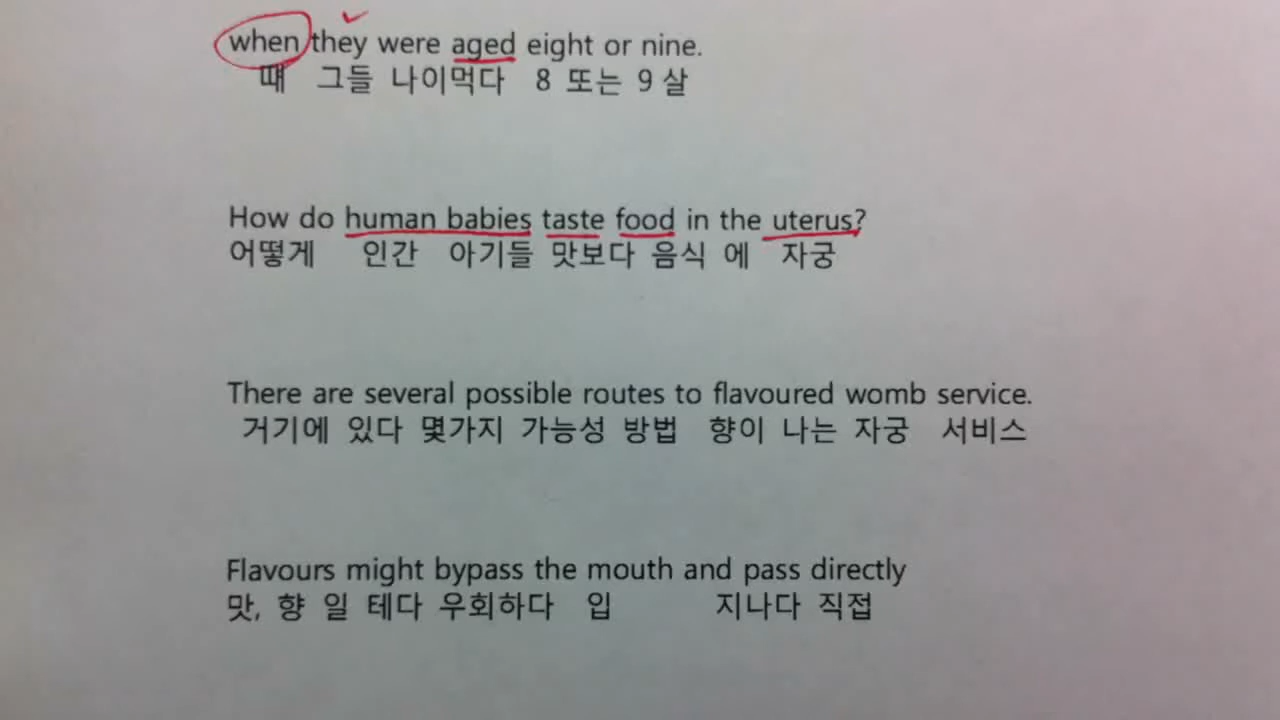 when they were aged eight or nine.
때 그들 나이먹다 8 또는 9 살
How do human babies taste food in the uterus?
어떻게 인간 아기들 맛보다 음식 에 자궁
There are several possible routes to flavoured womb service.
거기에 있다 몇가지 가능성 방법 향이 나는 자궁 서비스
Flavours might bypass the mouth and pass directly
맛, 향 일 테다 우회하다 입 지나다 직접